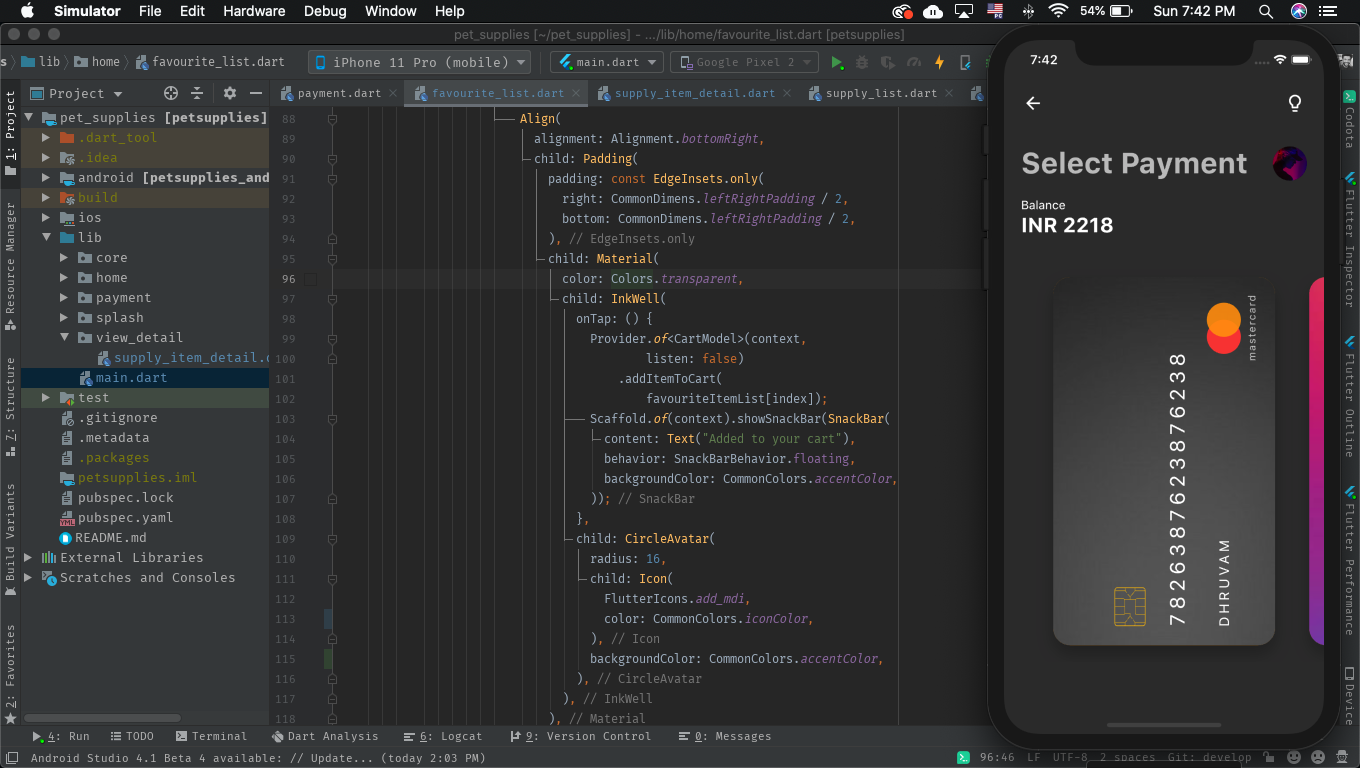 Simulator File Edit Hardware Debug Window Help 54% Sun 7:42 PM
pet_supplies [~/pet_supplies] - .../lib/home/favourite_list.dart [petsupplies]
s lib home favourite_list.dart iPhone 11 Pro (mobile) main.dart Google Pixel 2
Project payment.dart favourite_list.dart supply_item_detail.dart supply_list.dart
1: Project
Resource Manager
7: Structure
Build Variants
2: Favorites
pet_supplies [petsupplies]
.dart_tool
.idea
android [petsupplies_and
build
ios
lib
core
home
payment
splash
view_detail
supply_item_detail.d
main.dart
test
.gitignore
.metadata
.packages
petsupplies.iml
pubspec.lock
pubspec.yaml
README.md
External Libraries
Scratches and Consoles
88 Align(
89 alignment: Alignment.bottomRight,
90 child: Padding(
91 padding: const EdgeInsets.only(
92 right: CommonDimens.leftRightPadding / 2,
93 bottom: CommonDimens.leftRightPadding / 2,
94 ), // EdgeInsets.only
95 child: Material(
96 color: Colors.transparent,
97 child: InkWell(
98 onTap: () {
99 Provider.of<CartModel>(context,
100 listen: false)
101 .addItemToCart(
102 favouriteItemList[index]);
103 Scaffold.of(context).showSnackBar(SnackBar(
104 content: Text("Added to your cart"),
105 behavior: SnackBarBehavior.floating,
106 backgroundColor: CommonColors.accentColor,
107 )); // SnackBar
108 },
109 child: CircleAvatar(
110 radius: 16,
111 child: Icon(
112 FlutterIcons.add_mdi,
113 color: CommonColors.iconColor,
114 ), // Icon
115 backgroundColor: CommonColors.accentColor,
116 ), // CircleAvatar
117 ), // InkWell
118 ), // Material
7:42
Select Payment
Balance
INR 2218
mastercard
7826387623876238
DHRUVAM
Codota
Flutter Inspector
Flutter Outline
Flutter Performance
Device
4: Run TODO Terminal Dart Analysis 6: Logcat 9: Version Control 0: Messages
Android Studio 4.1 Beta 4 available: // Update... (today 2:03 PM) 96:46 LF UTF-8 2 spaces Git: develop